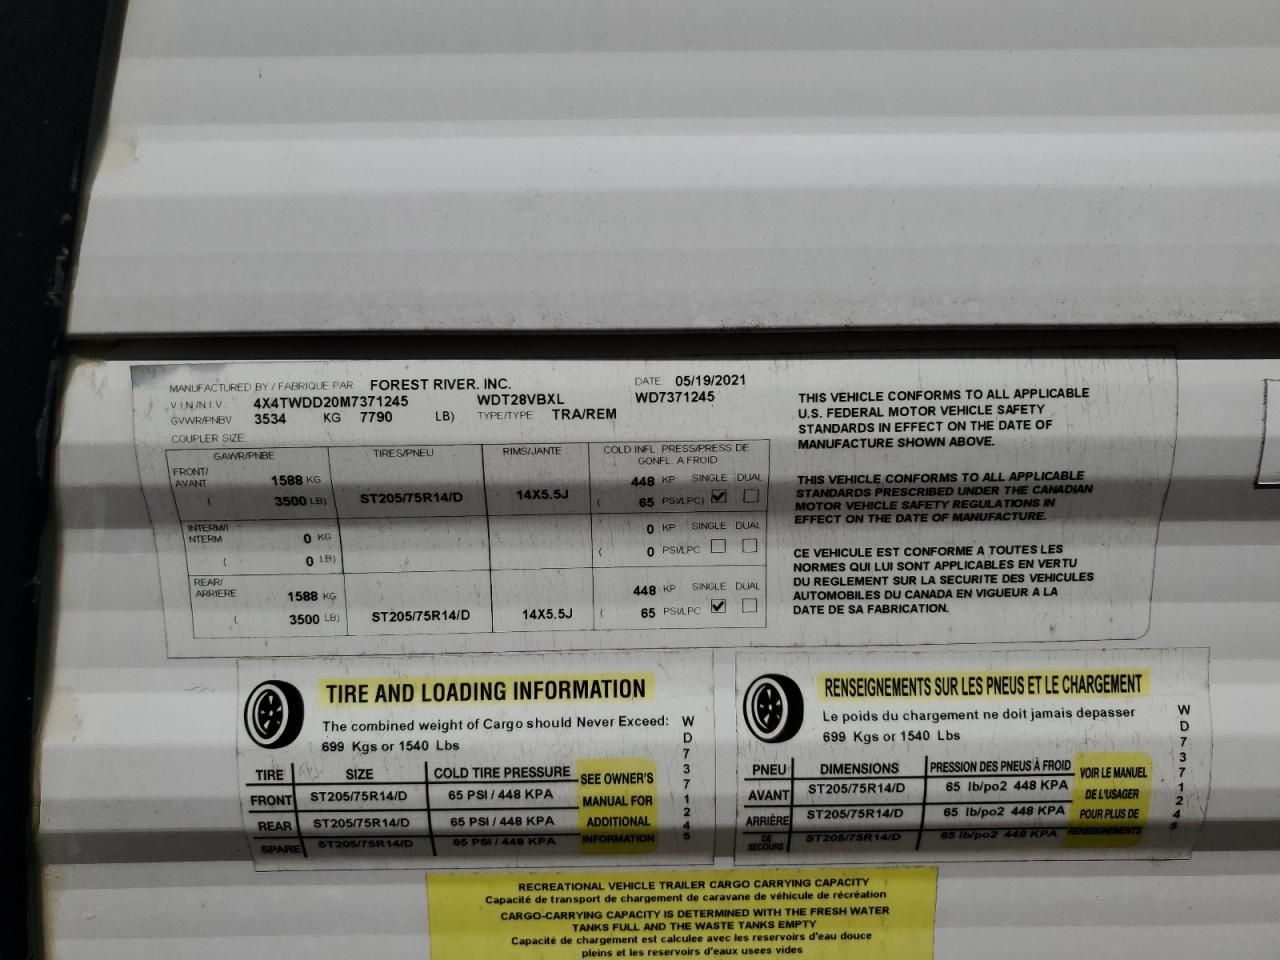 MANUFACTURED BY / FABRIQUE PAR FOREST RIVER, INC. DATE 05/19/2021
V I N / N I V. 4X4TWDD20M7371245 WDT28VBXL WD7371245
GVWR/PNBV 3534 KG 7790 LB) TYPE/TYPE TRA/REM
COUPLER SIZE
GAWR/PNBE TIRES/PNEU RIMS/JANTE COLD INFL. PRESS/PRESS DE GONFL. A FROID
FRONT/ AVANT 1588 KG 448 KP SINGLE DUAL
( 3500 LB) ST205/75R14/D 14X5.5J ( 65 PSI/LPC) ☑ ☐
INTERM/I NTERM 0 KG 0 KP SINGLE DUAL
( 0 LB) ( 0 PSI/LPC ☐ ☐
REAR/ ARRIERE 1588 KG 448 KP SINGLE DUAL
( 3500 LB) ST205/75R14/D 14X5.5J ( 65 PSI/LPC ☑ ☐
THIS VEHICLE CONFORMS TO ALL APPLICABLE
U.S. FEDERAL MOTOR VEHICLE SAFETY
STANDARDS IN EFFECT ON THE DATE OF
MANUFACTURE SHOWN ABOVE.
THIS VEHICLE CONFORMS TO ALL APPLICABLE
STANDARDS PRESCRIBED UNDER THE CANADIAN
MOTOR VEHICLE SAFETY REGULATIONS IN
EFFECT ON THE DATE OF MANUFACTURE.
CE VEHICULE EST CONFORME A TOUTES LES
NORMES QUI LUI SONT APPLICABLES EN VERTU
DU REGLEMENT SUR LA SECURITE DES VEHICULES
AUTOMOBILES DU CANADA EN VIGUEUR A LA
DATE DE SA FABRICATION.
TIRE AND LOADING INFORMATION
The combined weight of Cargo should Never Exceed:
699 Kgs or 1540 Lbs
TIRE SIZE COLD TIRE PRESSURE
FRONT ST205/75R14/D 65 PSI / 448 KPA
REAR ST205/75R14/D 65 PSI / 448 KPA
SPARE ST205/75R14/D 65 PSI / 448 KPA
SEE OWNER'S
MANUAL FOR
ADDITIONAL
INFORMATION
WD7371245
RENSEIGNEMENTS SUR LES PNEUS ET LE CHARGEMENT
Le poids du chargement ne doit jamais depasser
699 Kgs or 1540 Lbs
PNEU DIMENSIONS PRESSION DES PNEUS À FROID
AVANT ST205/75R14/D 65 lb/po2 448 KPA
ARRIÈRE ST205/75R14/D 65 lb/po2 448 KPA
DE SECOURS ST205/75R14/D 65 lb/po2 448 KPA
VOIR LE MANUEL
DE L'USAGER
POUR PLUS DE
RENSEIGNEMENTS
WD7371245
RECREATIONAL VEHICLE TRAILER CARGO CARRYING CAPACITY
Capacité de transport de chargement de caravane de véhicule de récréation
CARGO-CARRYING CAPACITY IS DETERMINED WITH THE FRESH WATER
TANKS FULL AND THE WASTE TANKS EMPTY
Capacité de chargement est calculee avec les reservoirs d'eau douce
pleins et les reservoirs d'eaux usees vides